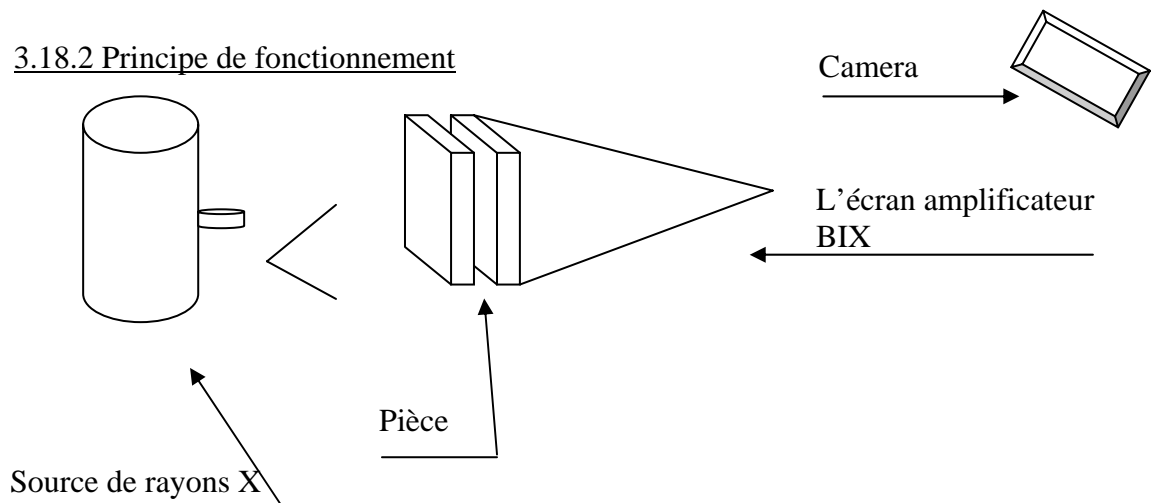 3.18.2 Principe de fonctionnement
Camera
L’écran amplificateur
BIX
Pièce
Source de rayons X